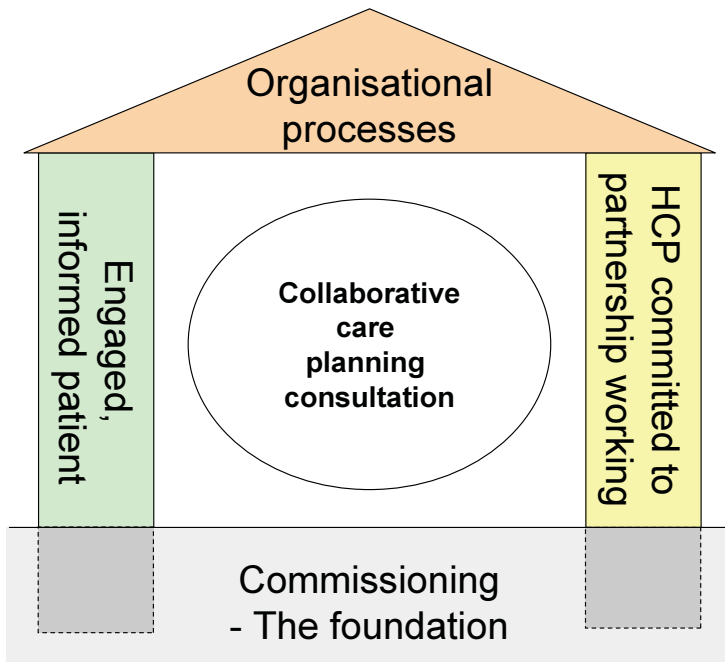 Organisational
processes
Engaged,
informed patient
Collaborative
care
planning
consultation
HCP committed to
partnership working
Commissioning
- The foundation